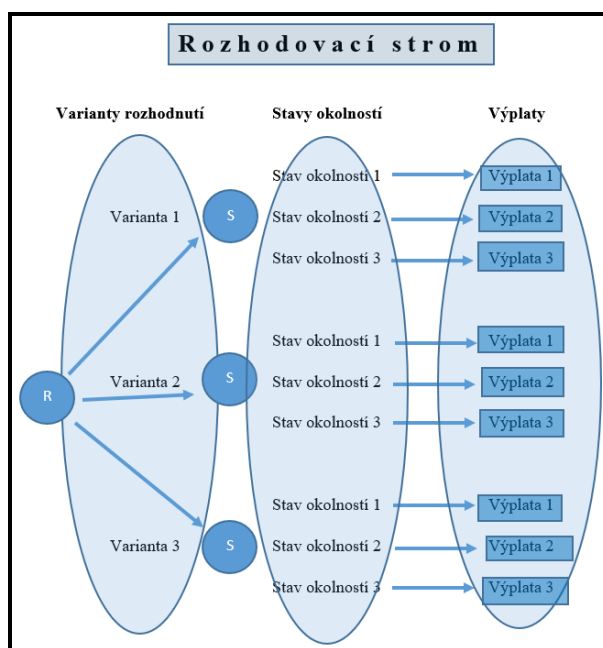 Rozhodovací strom
Varianty rozhodnutí
Stavy okolností
Výplaty
Stav okolností 1
Výplata 1
Varianta 1
S
Stav okolností 2
Výplata 2
Stav okolností 3
Výplata 3
Stav okolností 1
Výplata 1
R
Varianta 2
S
Stav okolností 2
Výplata 2
Stav okolností 3
Výplata 3
Stav okolností 1
Výplata 1
Varianta 3
S
Stav okolností 2
Výplata 2
Stav okolností 3
Výplata 3